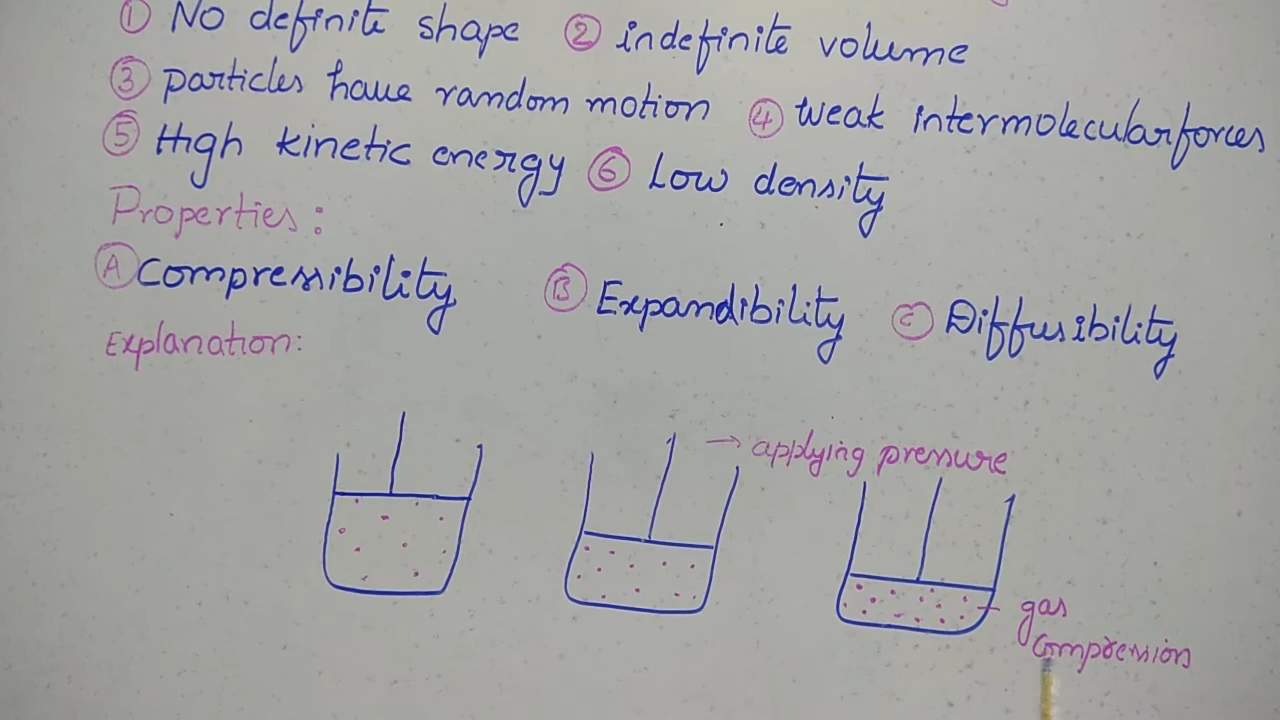 ① No definite shape ② indefinite volume
③ particles have random motion ④ weak intermolecular forces
⑤ High kinetic energy ⑥ Low density
Properties:
Ⓐ Compressibility Ⓑ Expandibility Ⓒ Diffusibility
Explanation:
→ applying pressure
gas
compression